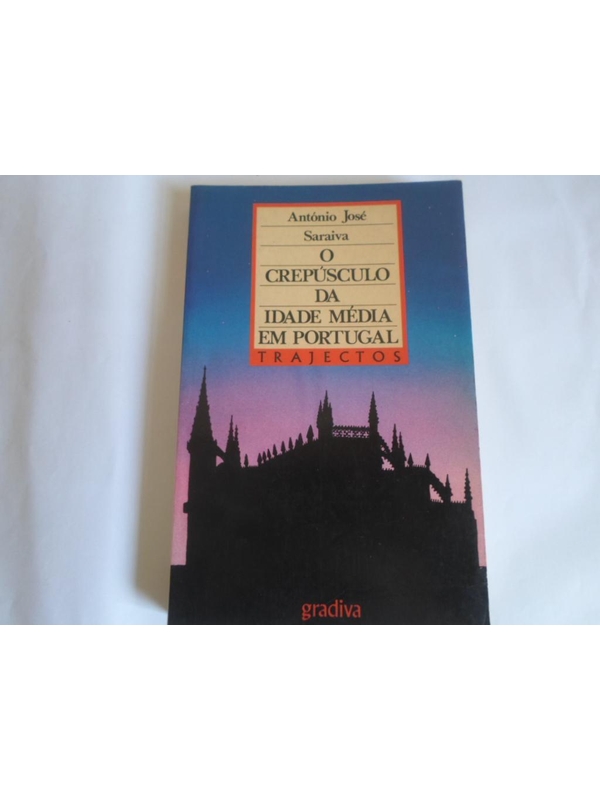 António José
Saraiva
O
CREPÚSCULO
DA
IDADE MÉDIA
EM PORTUGAL
TRAJECTOS
gradiva